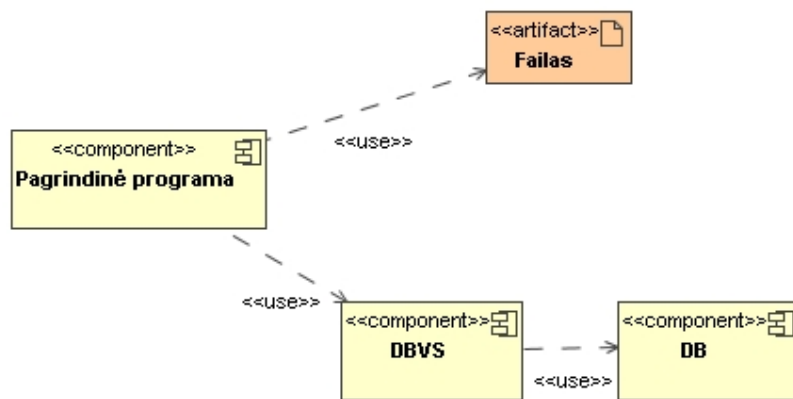 <<artifact>>
Failas
<<use>>
<<component>>
Pagrindinė programa
<<use>>
<<component>>
DBVS
<<use>>
<<component>>
DB